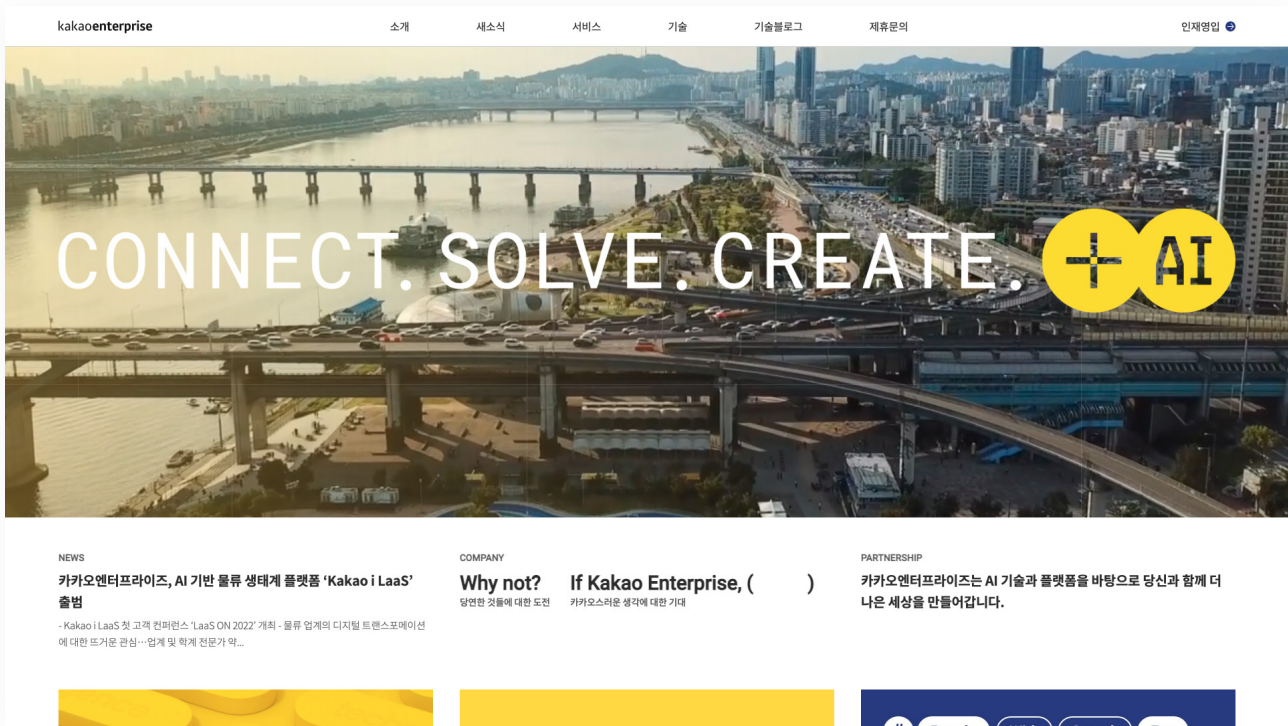 kakaoenterprise
소개
새소식
서비스
기술
기술블로그
제휴문의
인재영입
CONNECT. SOLVE. CREATE. + AI
NEWS
카카오엔터프라이즈, AI 기반 물류 생태계 플랫폼 ‘Kakao i LaaS’
출범
- Kakao i LaaS 첫 고객 컨퍼런스 ‘LaaS ON 2022’ 개최 - 물류 업계의 디지털 트랜스포메이션
에 대한 뜨거운 관심…업계 및 학계 전문가 약...
COMPANY
Why not?
당연한 것들에 대한 도전
If Kakao Enterprise, ( )
카카오스러운 생각에 대한 기대
PARTNERSHIP
카카오엔터프라이즈는 AI 기술과 플랫폼을 바탕으로 당신과 함께 더
나은 세상을 만들어갑니다.